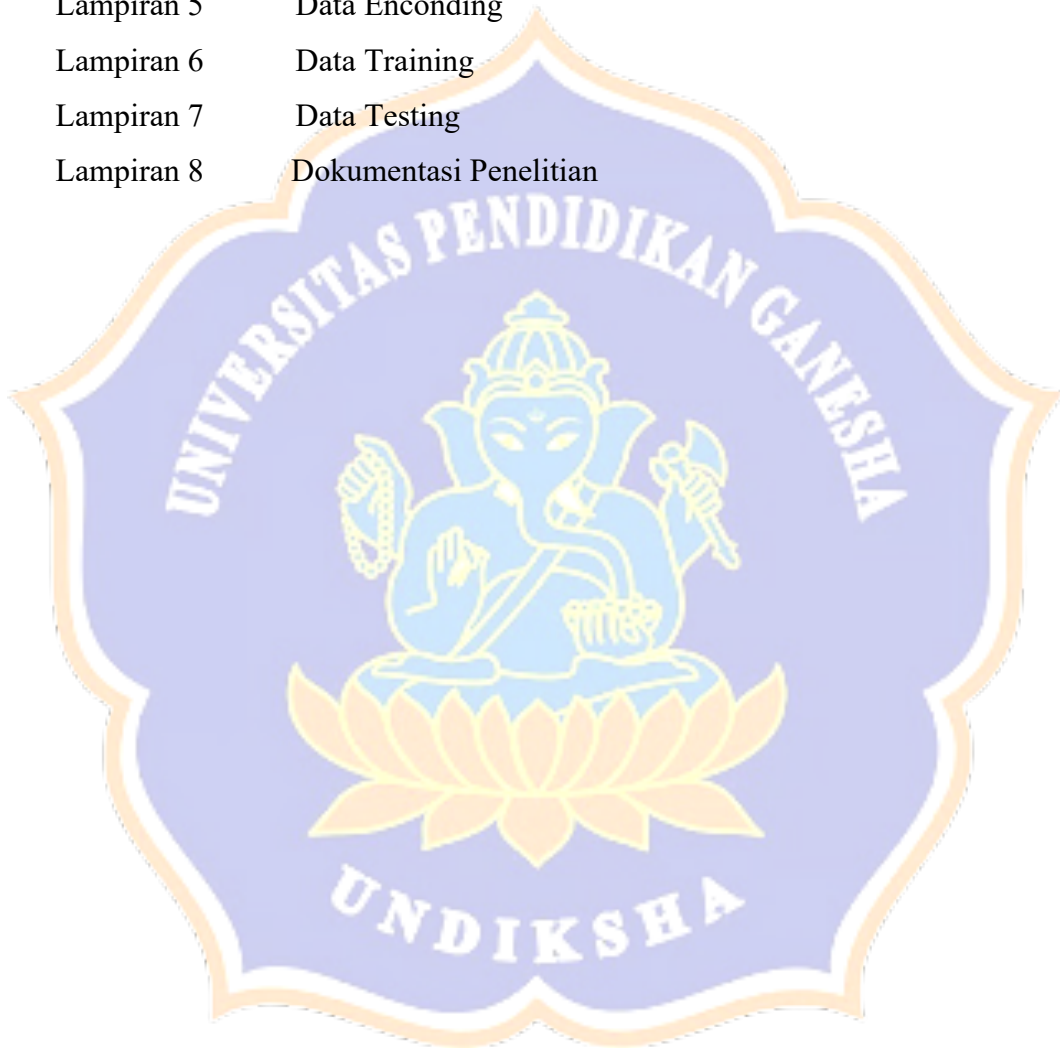 Lampiran 5 Data Enconding
Lampiran 6 Data Training
Lampiran 7 Data Testing
Lampiran 8 Dokumentasi Penelitian
UNIVERSITAS PENDIDIKAN GANESHA
UNDIKSHA